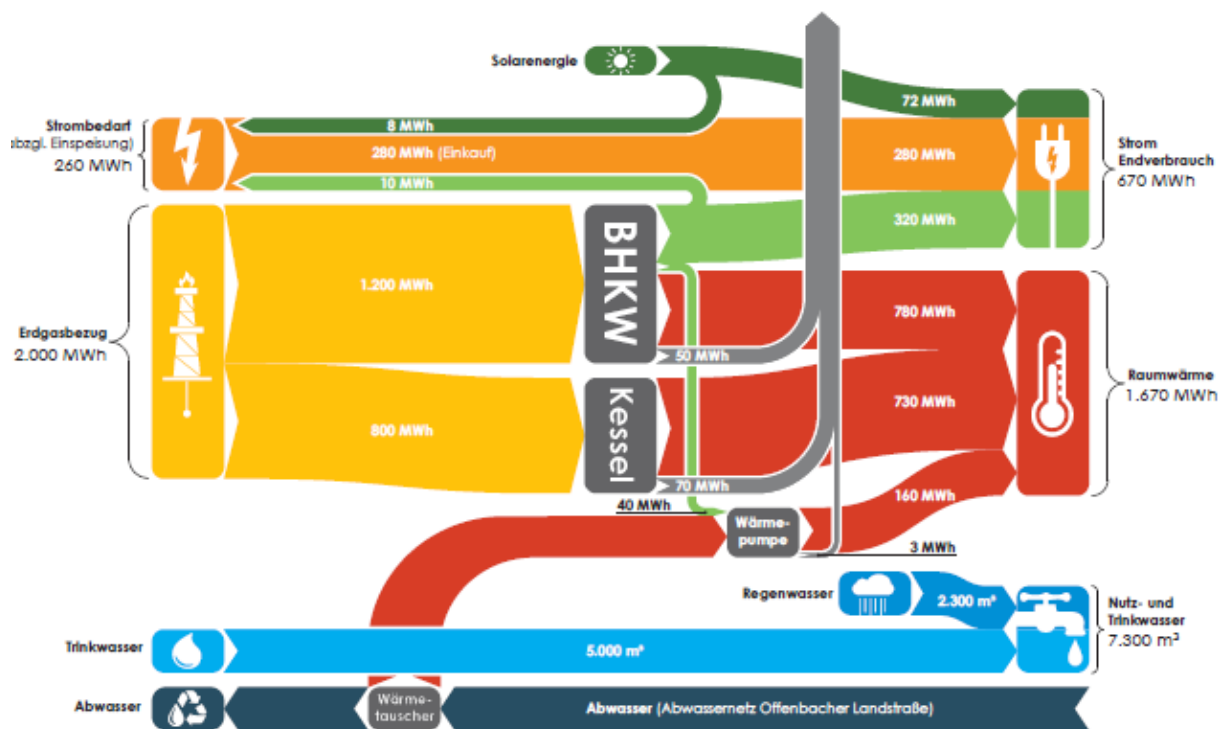 Solarenergie
72 MWh
Strombedarf
abzgl. Einspeisung)
260 MWh
8 MWh
280 MWh (Einkauf)
280 MWh
10 MWh
Strom
Endverbrauch
670 MWh
320 MWh
BHKW
1.200 MWh
780 MWh
Erdgasbezug
2.000 MWh
50 MWh
Raumwärme
1.670 MWh
Kessel
730 MWh
800 MWh
70 MWh
160 MWh
40 MWh
Wärme-
pumpe
3 MWh
Regenwasser
2.300 m³
Nutz- und
Trinkwasser
7.300 m³
Trinkwasser
5.000 m³
Abwasser
Wärme-
tauscher
Abwasser (Abwassernetz Offenbacher Landstraße)